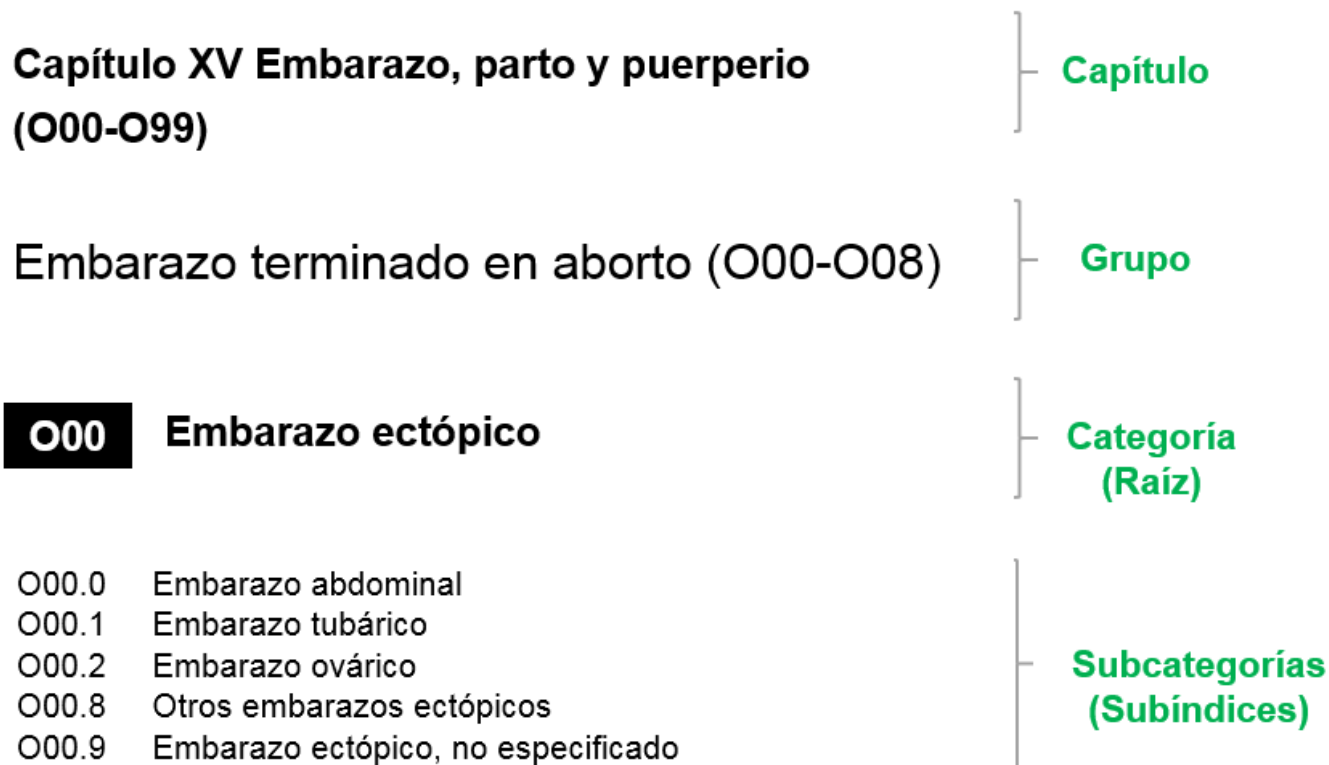 Capítulo XV Embarazo, parto y puerperio
(O00-O99)
Capítulo
Embarazo terminado en aborto (O00-O08)
Grupo
O00 Embarazo ectópico
Categoría
(Raíz)
O00.0 Embarazo abdominal
O00.1 Embarazo tubárico
O00.2 Embarazo ovárico
O00.8 Otros embarazos ectópicos
O00.9 Embarazo ectópico, no especificado
Subcategorías
(Subíndices)